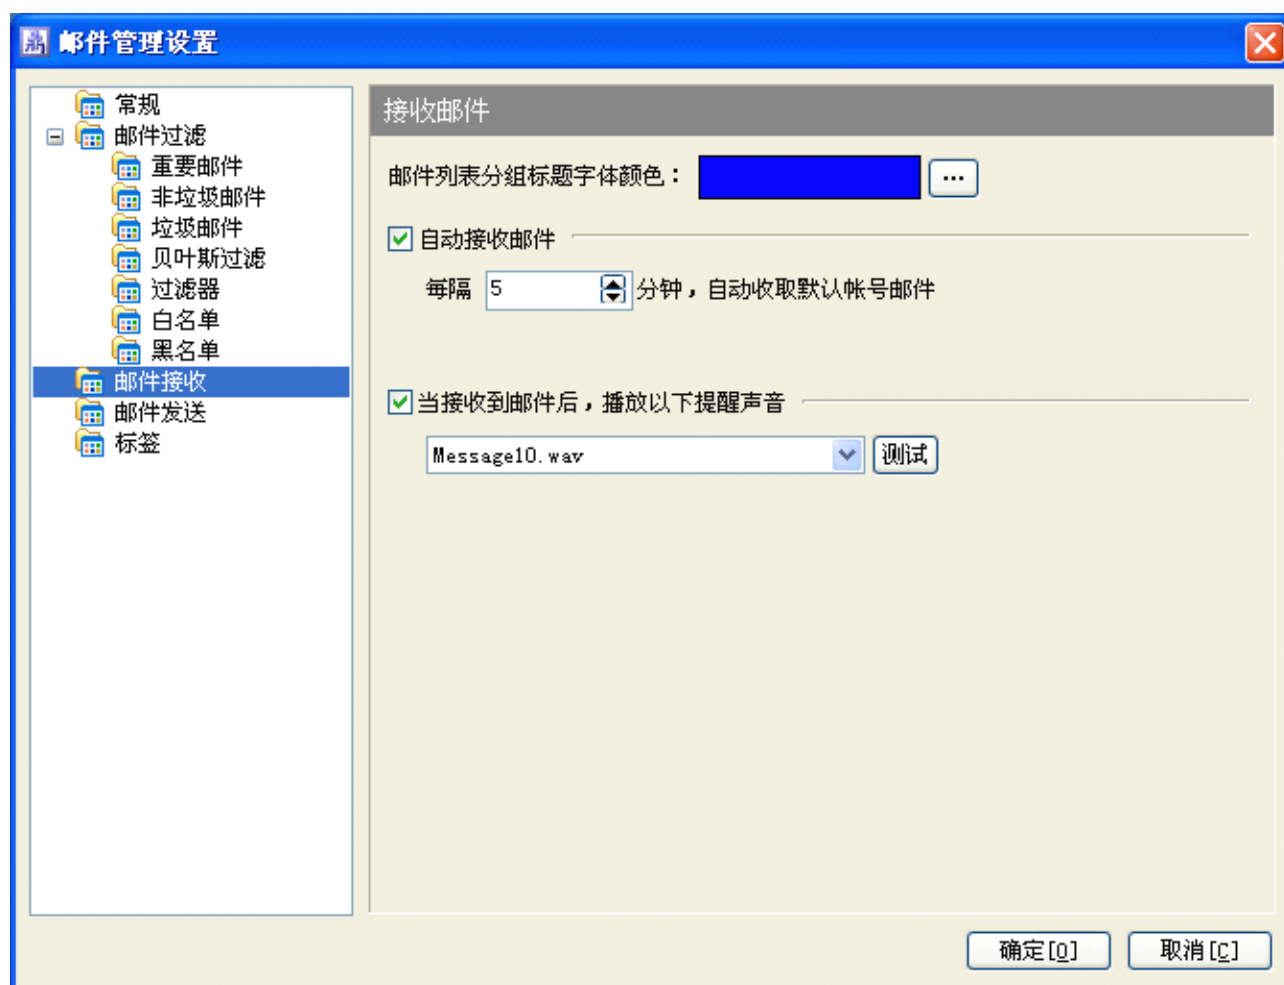 邮件管理设置
常规
邮件过滤
重要邮件
非垃圾邮件
垃圾邮件
贝叶斯过滤
过滤器
白名单
黑名单
邮件接收
邮件发送
标签
接收邮件
邮件列表分组标题字体颜色：
...
自动接收邮件
每隔 5 分钟，自动收取默认帐号邮件
当接收到邮件后，播放以下提醒声音
Message10.wav 测试
确定[O] 取消[C]